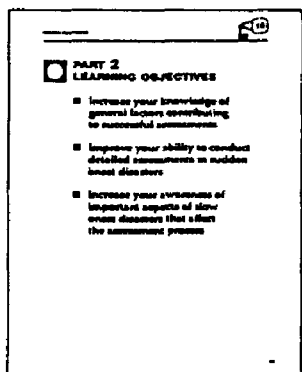 PART 2
LEARNING OBJECTIVES
■ Increase your knowledge of
general factors contributing
to successful assessments
■ Improve your ability to conduct
detailed assessments in sudden
onset disasters
■ Increase your awareness of
important aspects of slow
onset disasters that affect
the assessment process